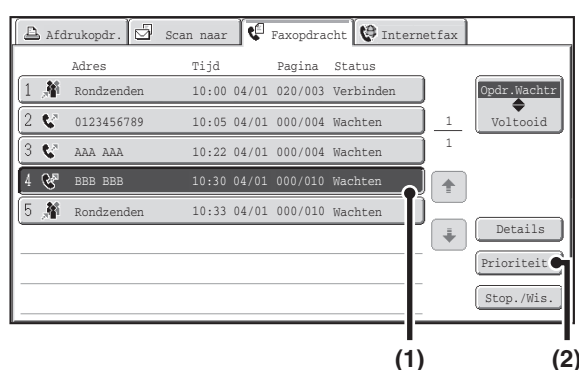 Afdrukopdr. Scan naar Faxopdracht Internetfax
Adres Tijd Pagina Status
1 Rondzenden 10:00 04/01 020/003 Verbinden
2 0123456789 10:05 04/01 000/004 Wachten
3 AAA AAA 10:22 04/01 000/004 Wachten
4 BBB BBB 10:30 04/01 000/010 Wachten
5 Rondzenden 10:33 04/01 000/010 Wachten
1
1
Opdr.Wachtr
Voltooid
Details
Prioriteit
Stop./Wis.
(1) (2)